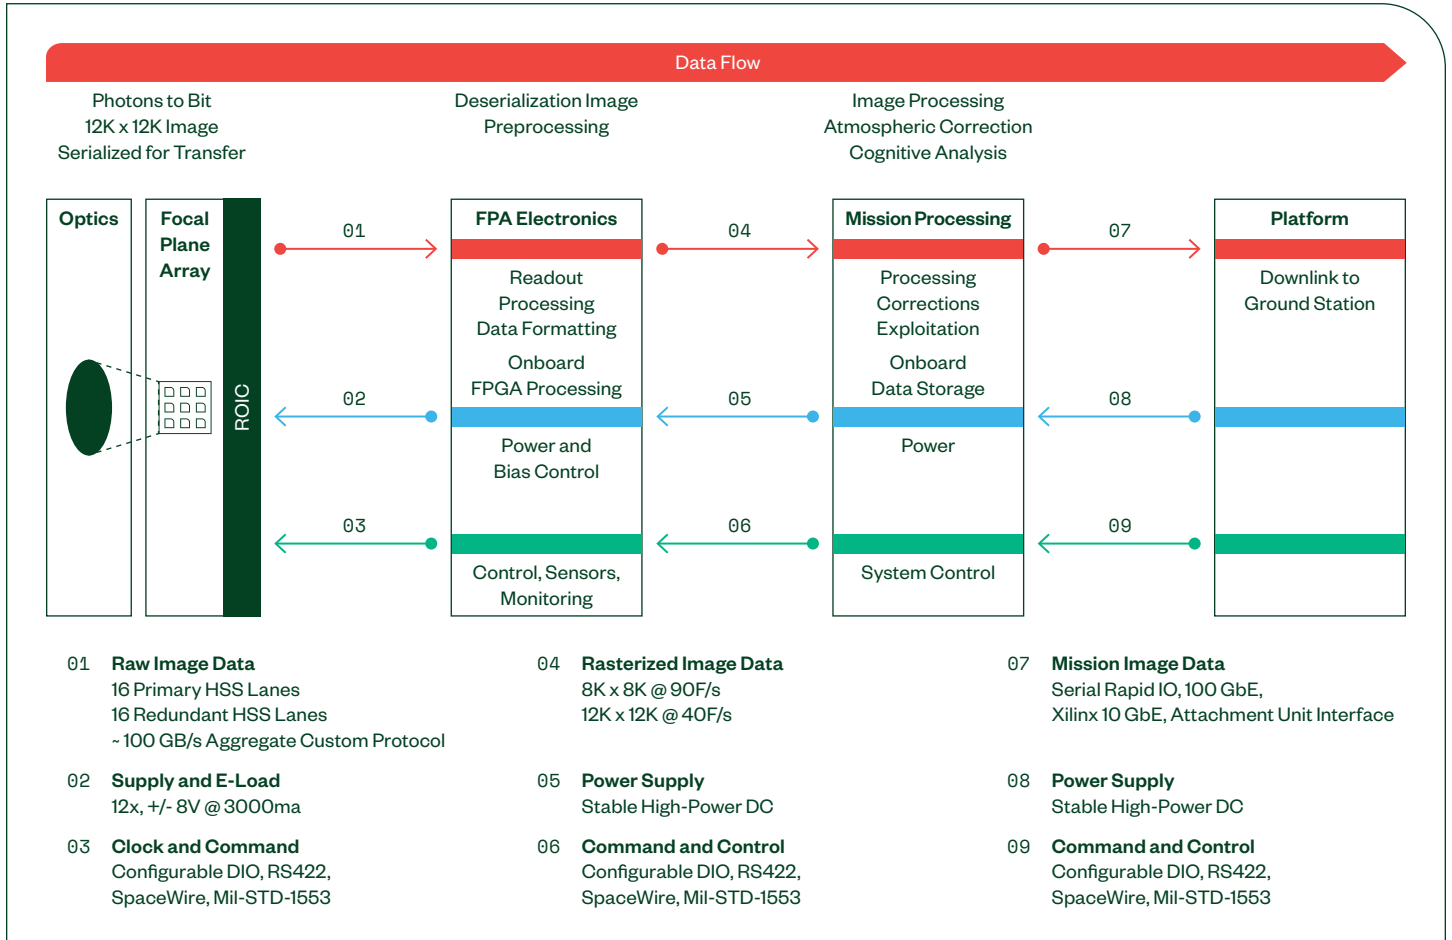 Data Flow
Photons to Bit
12K x 12K Image
Serialized for Transfer
Deserialization Image
Preprocessing
Image Processing
Atmospheric Correction
Cognitive Analysis
Optics
Focal
Plane
Array
ROIC
01
02
03
FPA Electronics
Readout
Processing
Data Formatting
Onboard
FPGA Processing
Power and
Bias Control
Control, Sensors,
Monitoring
04
05
06
Mission Processing
Processing
Corrections
Exploitation
Onboard
Data Storage
Power
System Control
07
08
09
Platform
Downlink to
Ground Station
01 Raw Image Data
16 Primary HSS Lanes
16 Redundant HSS Lanes
~ 100 GB/s Aggregate Custom Protocol
02 Supply and E-Load
12x, +/- 8V @ 3000ma
03 Clock and Command
Configurable DIO, RS422,
SpaceWire, Mil-STD-1553
04 Rasterized Image Data
8K x 8K @ 90F/s
12K x 12K @ 40F/s
05 Power Supply
Stable High-Power DC
06 Command and Control
Configurable DIO, RS422,
SpaceWire, Mil-STD-1553
07 Mission Image Data
Serial Rapid IO, 100 GbE,
Xilinx 10 GbE, Attachment Unit Interface
08 Power Supply
Stable High-Power DC
09 Command and Control
Configurable DIO, RS422,
SpaceWire, Mil-STD-1553